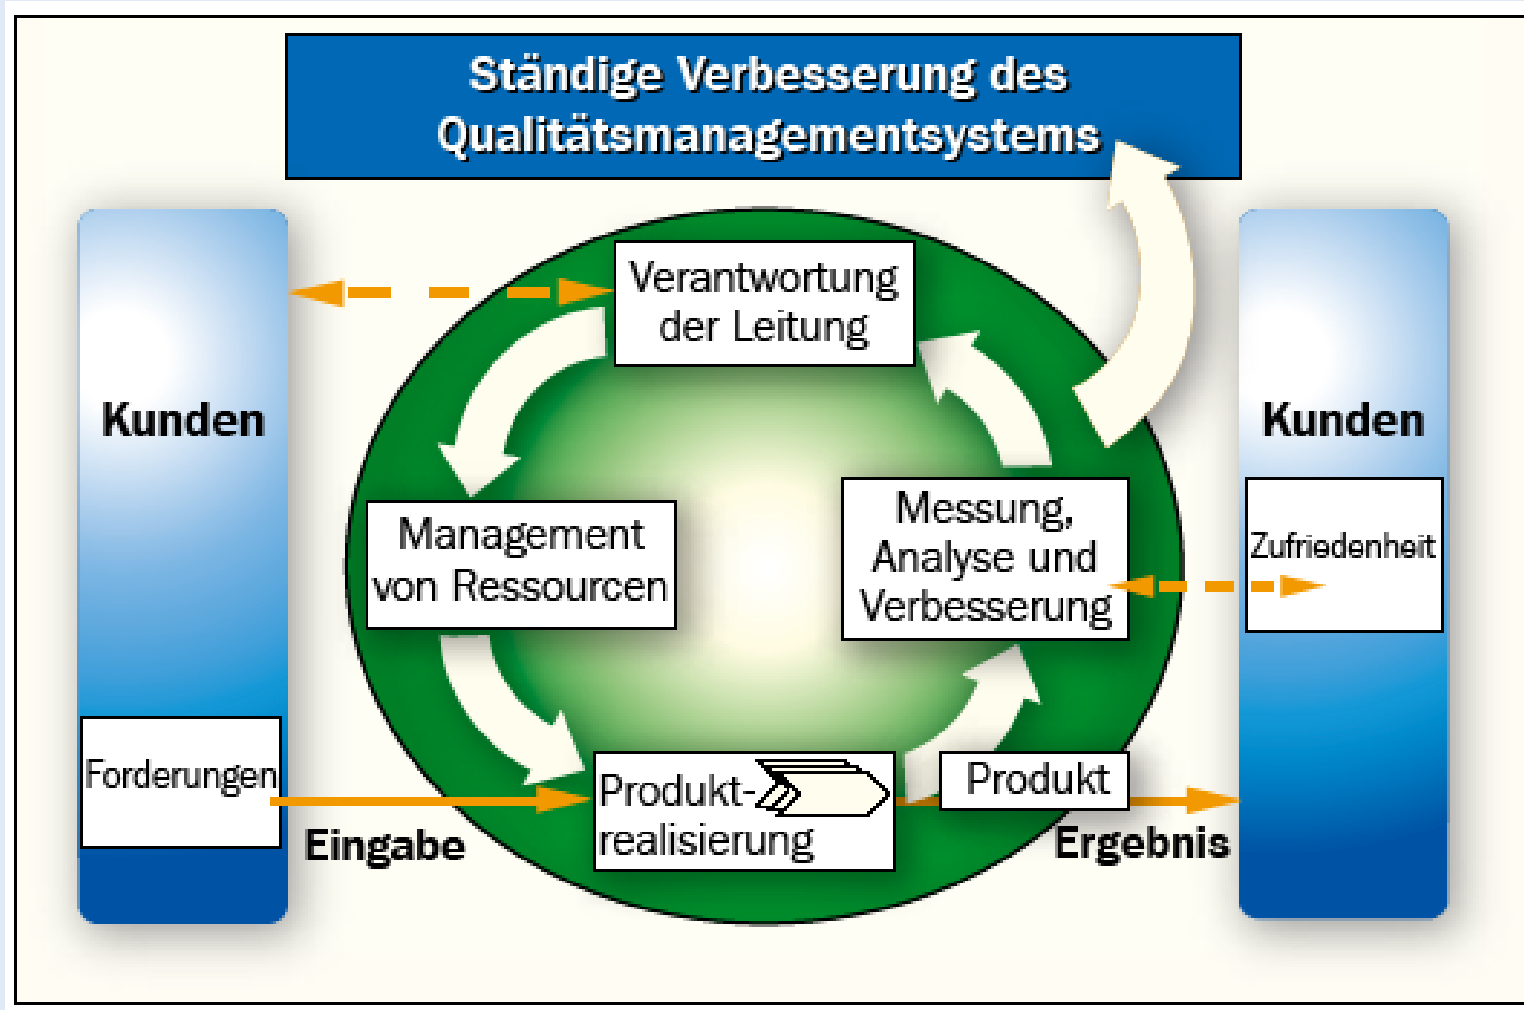 Ständige Verbesserung des
Qualitätsmanagementsystems
Verantwortung
der Leitung
Kunden
Kunden
Management
von Ressourcen
Messung,
Analyse und
Verbesserung
Zufriedenheit
Forderungen
Eingabe
Produkt-
realisierung
Produkt
Ergebnis